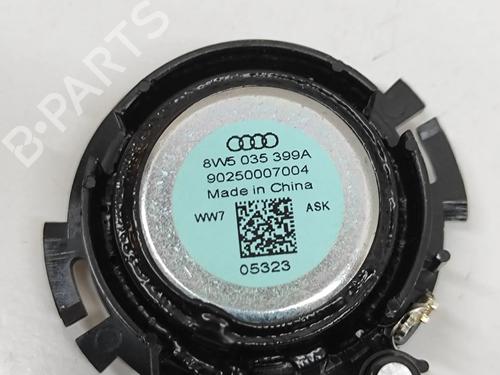 B-PARTS
8W5 035 399A
90250007004
Made in China
WW7 ASK
05323